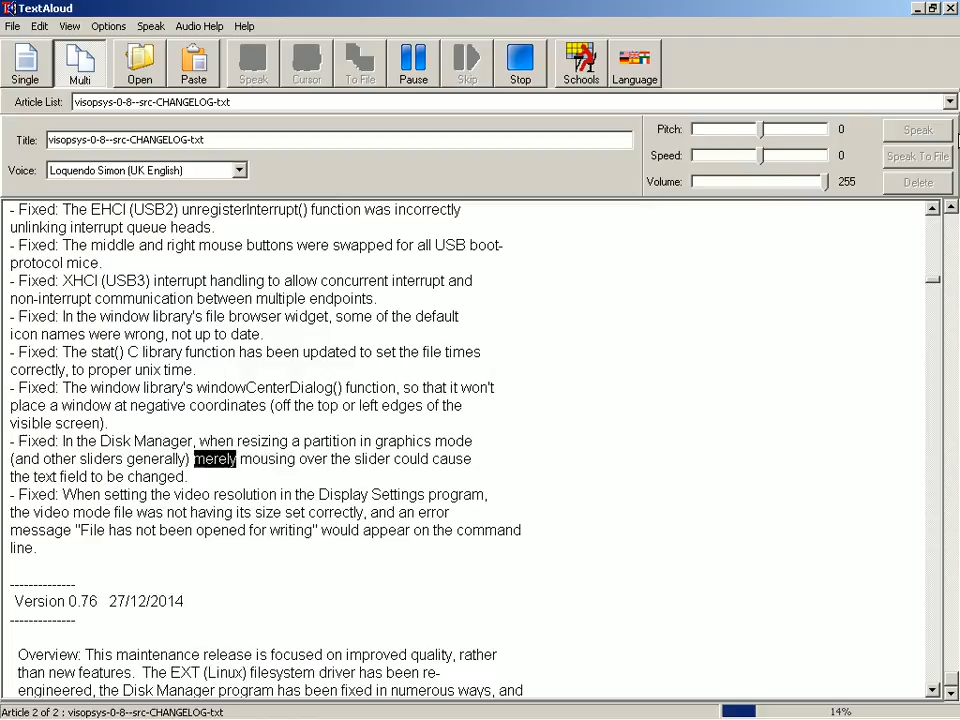 TextAloud
File Edit View Options Speak Audio Help Help
Single Multi Open Paste Speak Cursor To File Pause Skip Stop Schools Language
Article List: visopsys-0-8--src-CHANGELOG-txt
Title: visopsys-0-8--src-CHANGELOG-txt
Voice: Loquendo Simon (UK English)
Pitch: 0 Speak
Speed: 0 Speak To File
Volume: 255 Delete
- Fixed: The EHCI (USB2) unregisterInterrupt() function was incorrectly
unlinking interrupt queue heads.
- Fixed: The middle and right mouse buttons were swapped for all USB boot-
protocol mice.
- Fixed: XHCI (USB3) interrupt handling to allow concurrent interrupt and
non-interrupt communication between multiple endpoints.
- Fixed: In the window library's file browser widget, some of the default
icon names were wrong, not up to date.
- Fixed: The stat() C library function has been updated to set the file times
correctly, to proper unix time.
- Fixed: The window library's windowCenterDialog() function, so that it won't
place a window at negative coordinates (off the top or left edges of the
visible screen).
- Fixed: In the Disk Manager, when resizing a partition in graphics mode
(and other sliders generally) merely mousing over the slider could cause
the text field to be changed.
- Fixed: When setting the video resolution in the Display Settings program,
the video mode file was not having its size set correctly, and an error
message "File has not been opened for writing" would appear on the command
line.
--------------
Version 0.76 27/12/2014
--------------
Overview: This maintenance release is focused on improved quality, rather
than new features. The EXT (Linux) filesystem driver has been re-
engineered, the Disk Manager program has been fixed in numerous ways, and
Article 2 of 2 : visopsys-0-8--src-CHANGELOG-txt 14%